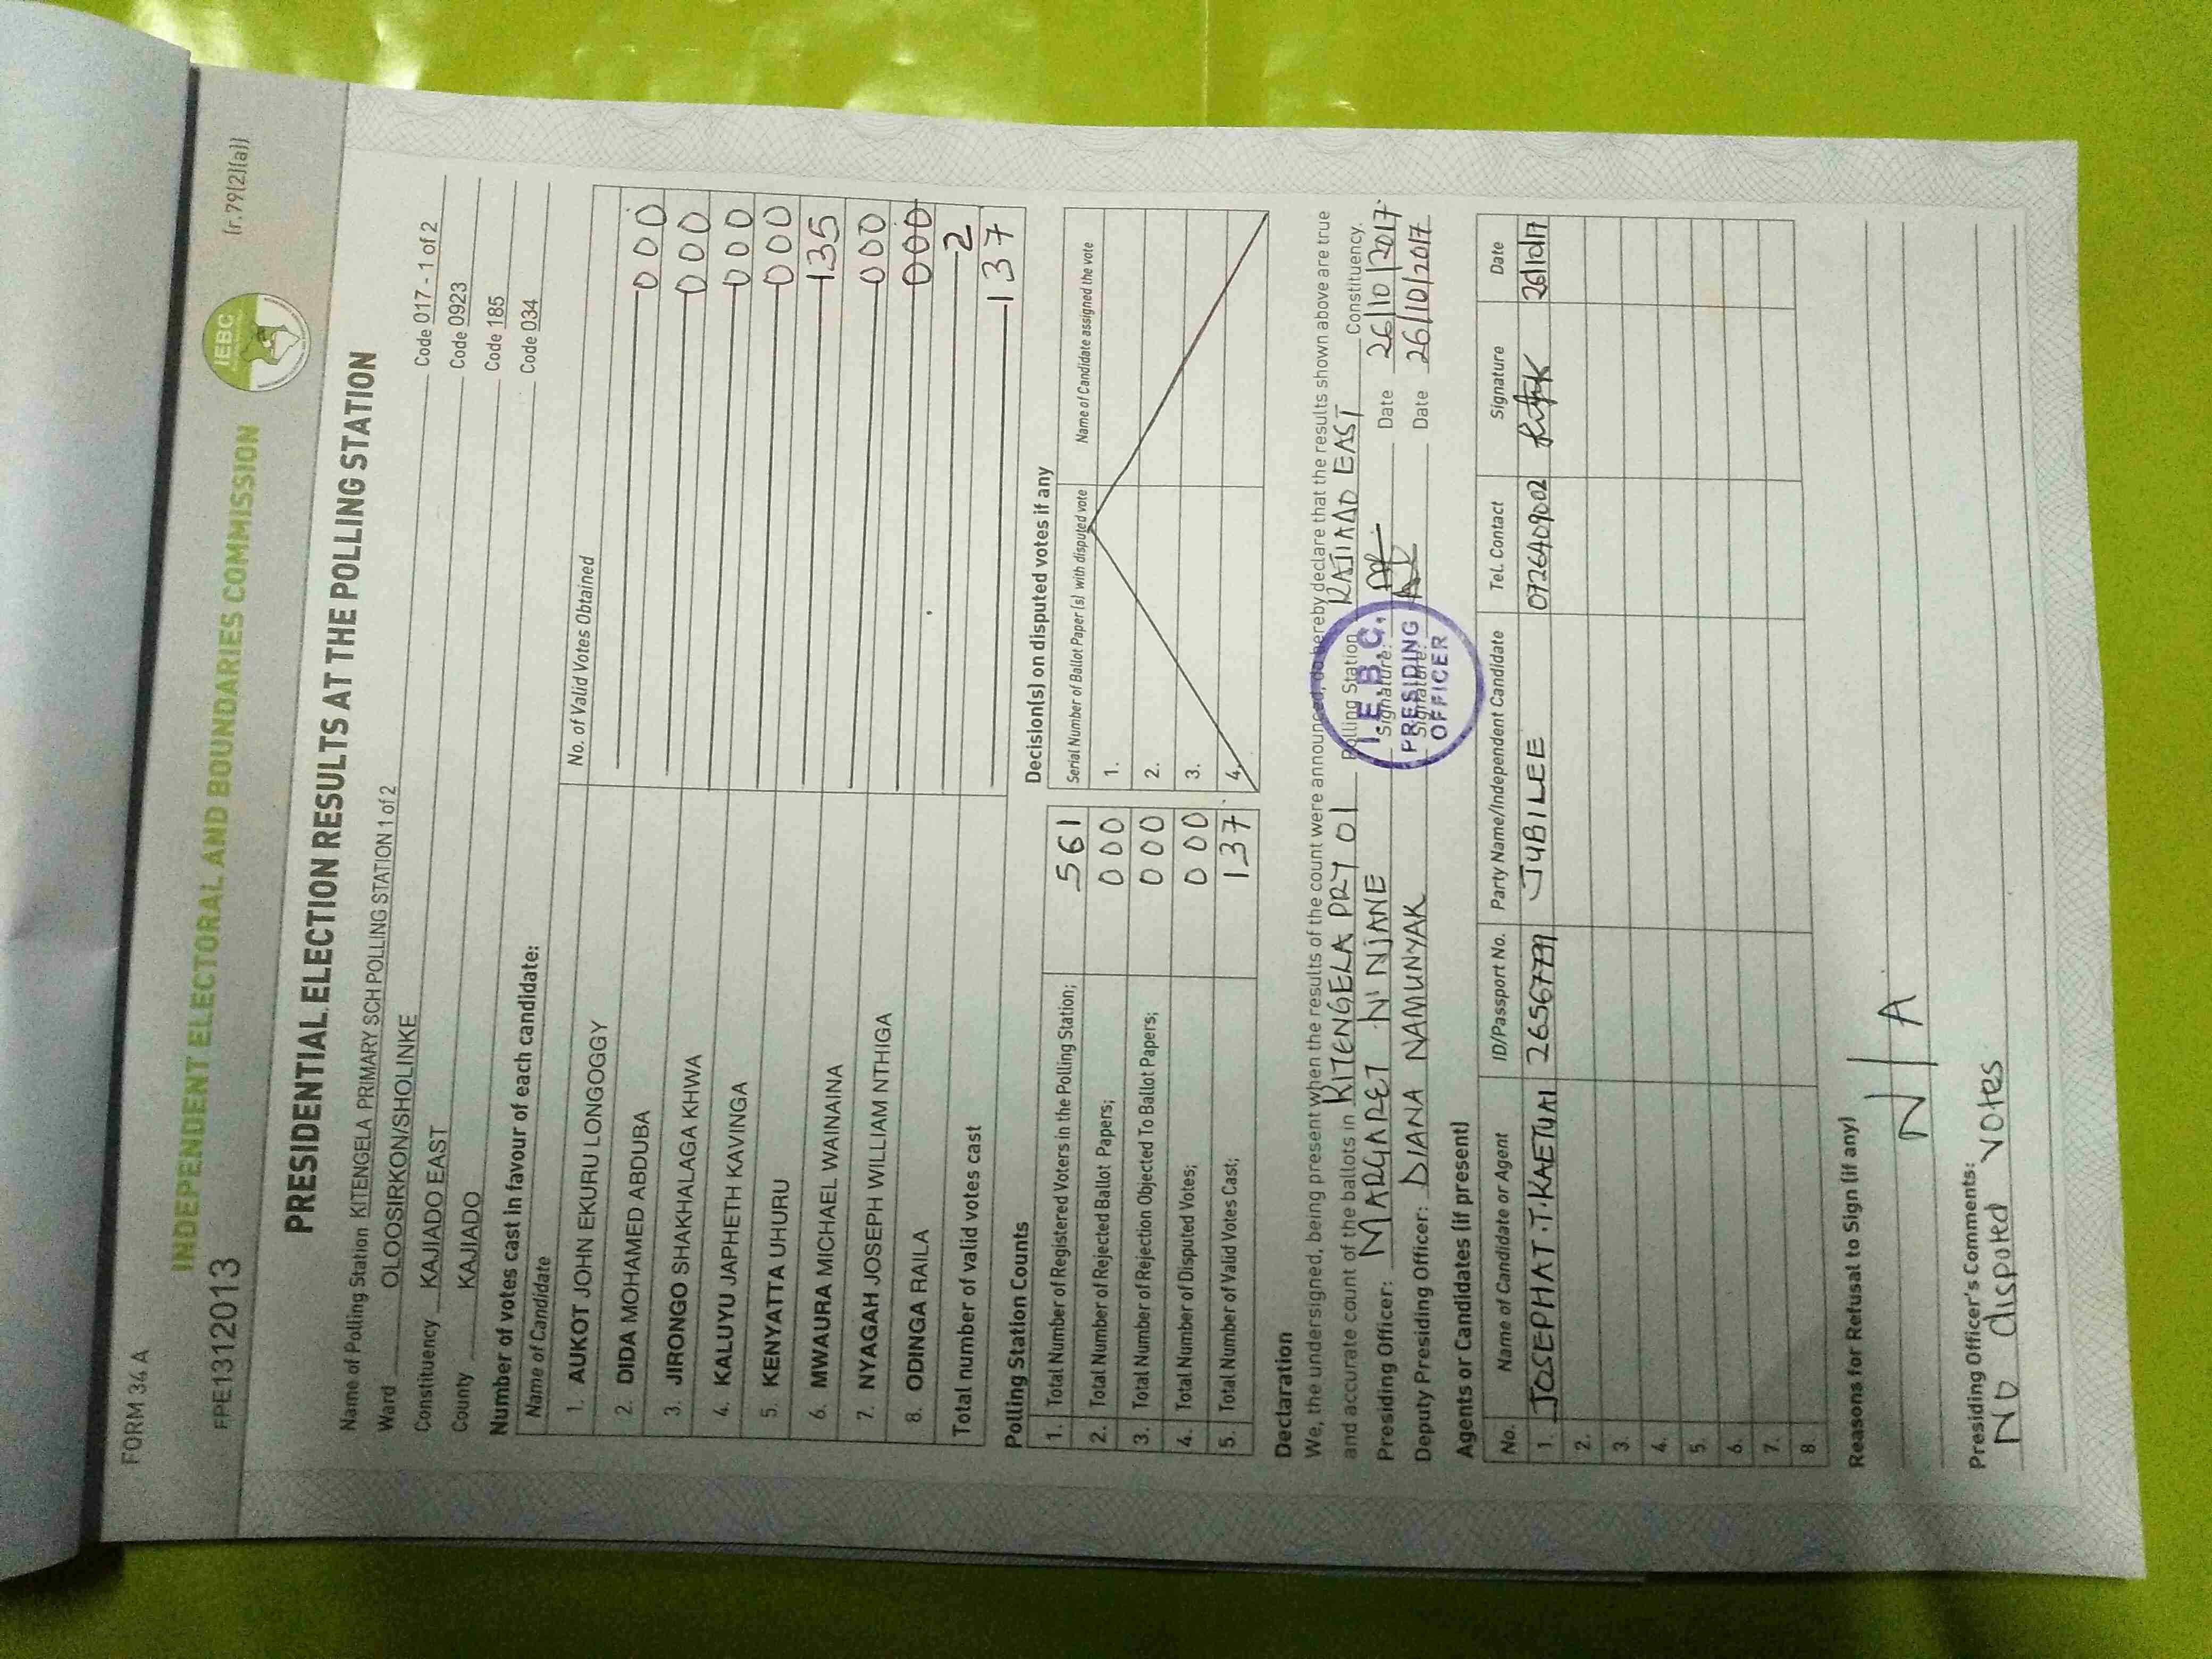 FORM 34 A
FPE1312013
INDEPENDENT ELECTORAL AND BOUNDARIES COMMISSION
IEBC
(r.79(2)(a))
PRESIDENTIAL ELECTION RESULTS AT THE POLLING STATION
Name of Polling Station KITENGELA PRIMARY SCH POLLING STATION 1 of 2 Code 017 - 1 of 2
Ward OLOOSIRKON/SHOLINKE Code 0923
Constituency KAJIADO EAST Code 185
County KAJIADO Code 034
Number of votes cast in favour of each candidate:
Name of Candidate No. of Valid Votes Obtained
1. AUKOT JOHN EKURU LONGOGGY 000
2. DIDA MOHAMED ABDUBA 000
3. JIRONGO SHAKHALAGA KHWA 000
4. KALUYU JAPHETH KAVINGA 000
5. KENYATTA UHURU 135
6. MWAURA MICHAEL WAINAINA 000
7. NYAGAH JOSEPH WILLIAM NTHIGA 000
8. ODINGA RAILA 2
Total number of valid votes cast 137
Polling Station Counts
1. Total Number of Registered Voters in the Polling Station; 561
2. Total Number of Rejected Ballot Papers; 000
3. Total Number of Rejection Objected To Ballot Papers; 000
4. Total Number of Disputed Votes; 000
5. Total Number of Valid Votes Cast; 137
Decision(s) on disputed votes if any
Serial Number of Ballot Paper(s) with disputed vote Name of Candidate assigned the vote
1.
2.
3.
4.
Declaration
We, the undersigned, being present when the results of the count were announced, do hereby declare that the results shown above are true
and accurate count of the ballots in KITENGELA PRY 01 Polling Station KAJIADO EAST Constituency.
Presiding Officer: MARGARET N NJANE Signature: Date 26/10/2017
Deputy Presiding Officer: DIANA NAMUNYAK Signature: Date 26/10/2017
I.E.B.C.
PRESIDING
OFFICER
Agents or Candidates (if present)
No. Name of Candidate or Agent ID/Passport No. Party Name/Independent Candidate Tel. Contact Signature Date
1. JOSEPHAT.T.KAETUAI 26567799 JUBILEE 0726409002 26/10/17
2.
3.
4.
5.
6.
7.
8.
Reasons for Refusal to Sign (if any)
N/A
Presiding Officer's Comments:
No disputed votes